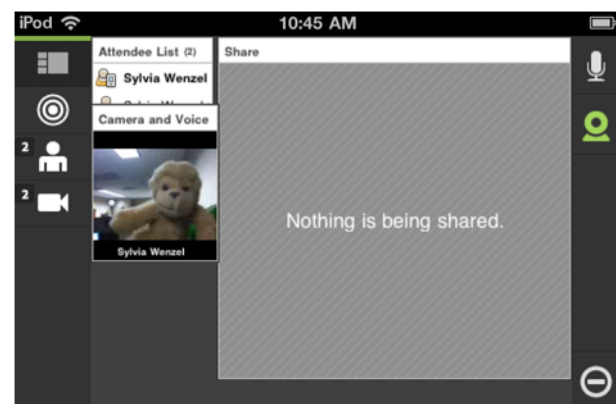 iPod 10:45 AM
Attendee List (2)
Share
Sylvia Wenzel
Camera and Voice
2
2
Nothing is being shared.
Sylvia Wenzel